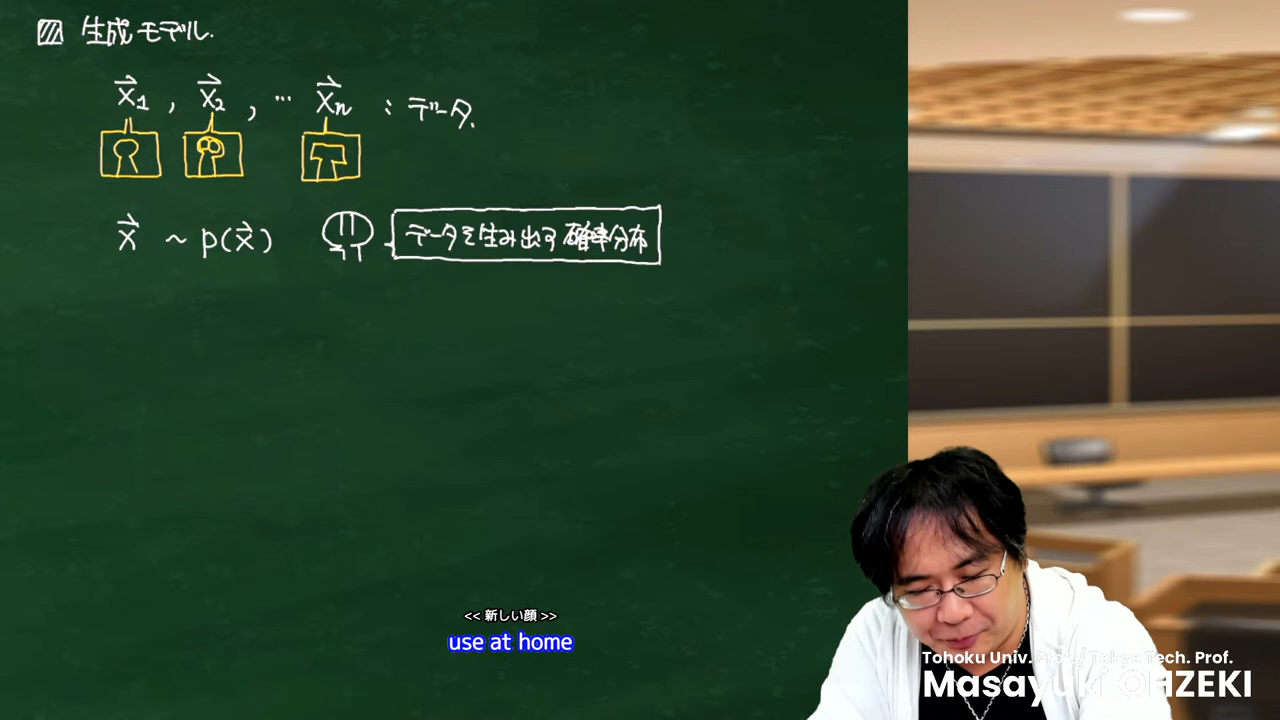 生成モデル.
x⃗1 , x⃗2 , … x⃗n : データ.
x⃗ ~ p(x⃗) データを生み出す確率分布
<< 新しい顔 >>
use at home
Tohoku Univ. Prof. / Tokyo Tech. Prof.
Masayuki OHZEKI